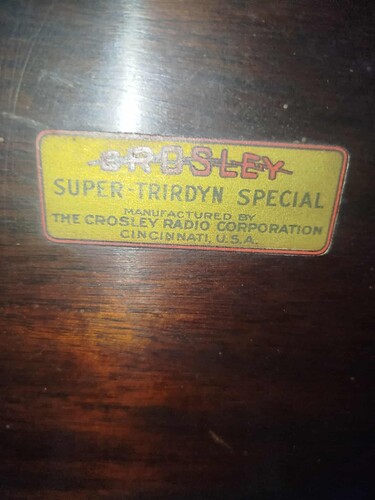 CROSLEY
SUPER-TRIRDYN SPECIAL
MANUFACTURED BY
THE CROSLEY RADIO CORPORATION
CINCINNATI, U.S.A.